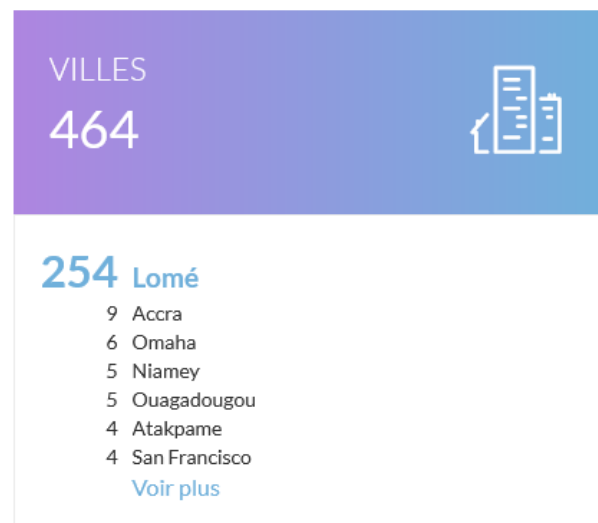 VILLES
464
254 Lomé
9 Accra
6 Omaha
5 Niamey
5 Ouagadougou
4 Atakpame
4 San Francisco
Voir plus